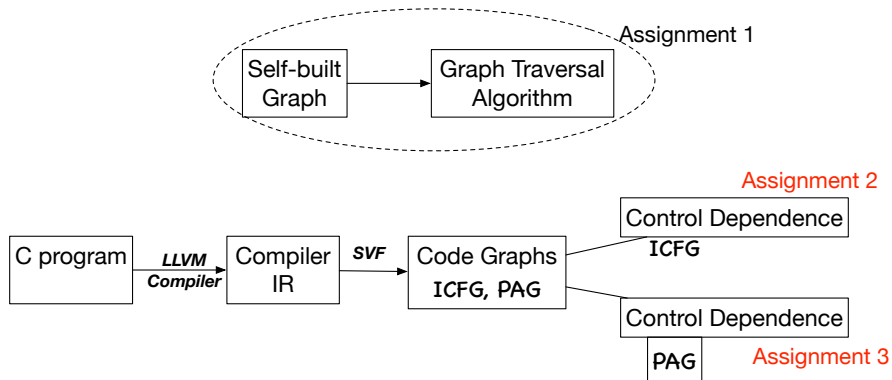 Assignment 1
Self-built
Graph
Graph Traversal
Algorithm
Assignment 2
Control Dependence
ICFG
C program
LLVM
Compiler
Compiler
IR
SVF
Code Graphs
ICFG, PAG
Control Dependence
PAG
Assignment 3